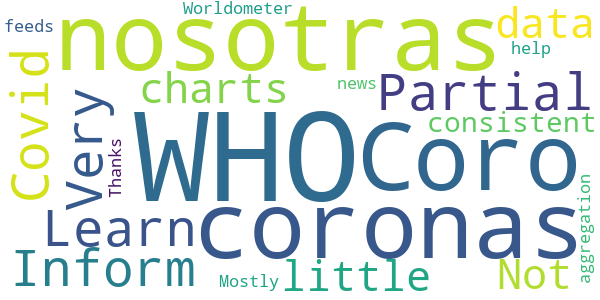 Worldometer
feeds
nosotras
data
help
Covid
charts
news
Partial
Very
consistent
Thanks
WHO
Coro
Learn
coronas
aggregation
Inform
Mostly
little
Not